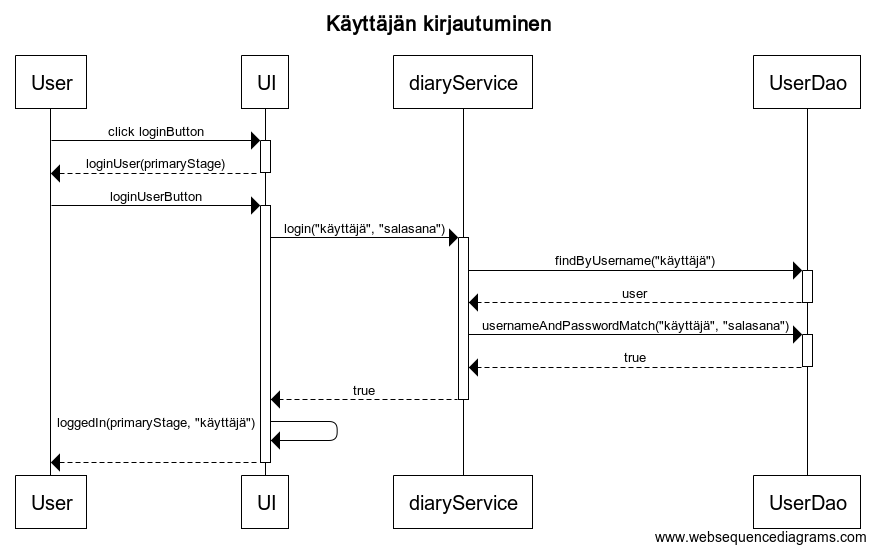 Käyttäjän kirjautuminen
User
UI
diaryService
UserDao
click loginButton
loginUser(primaryStage)
loginUserButton
login("käyttäjä", "salasana")
findByUsername("käyttäjä")
user
usernameAndPasswordMatch("käyttäjä", "salasana")
true
true
loggedIn(primaryStage, "käyttäjä")
User
UI
diaryService
UserDao
www.websequencediagrams.com